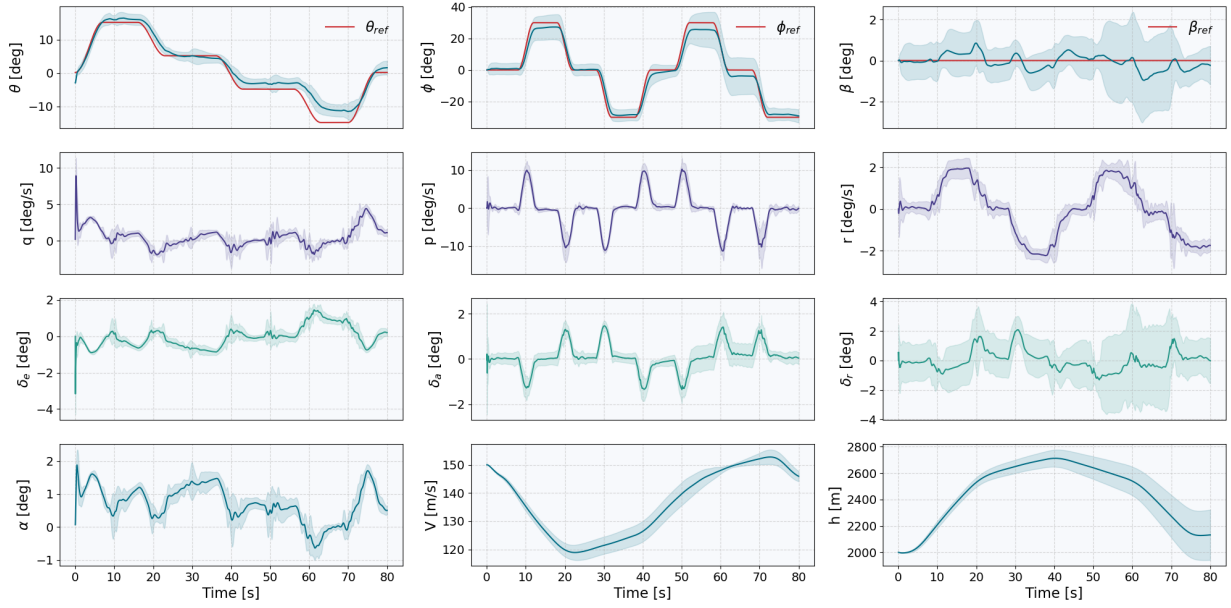 θ [deg]
10
0
−10
θref
ϕ [deg]
40
20
0
−20
ϕref
β [deg]
2
0
−2
βref
q [deg/s]
10
5
0
p [deg/s]
10
0
−10
r [deg/s]
2
0
−2
δe [deg]
2
0
−2
−4
δa [deg]
2
0
−2
δr [deg]
4
2
0
−2
−4
α [deg]
2
1
0
−1
0 10 20 30 40 50 60 70 80
Time [s]
V [m/s]
150
140
130
120
0 10 20 30 40 50 60 70 80
Time [s]
h [m]
2800
2600
2400
2200
2000
0 10 20 30 40 50 60 70 80
Time [s]